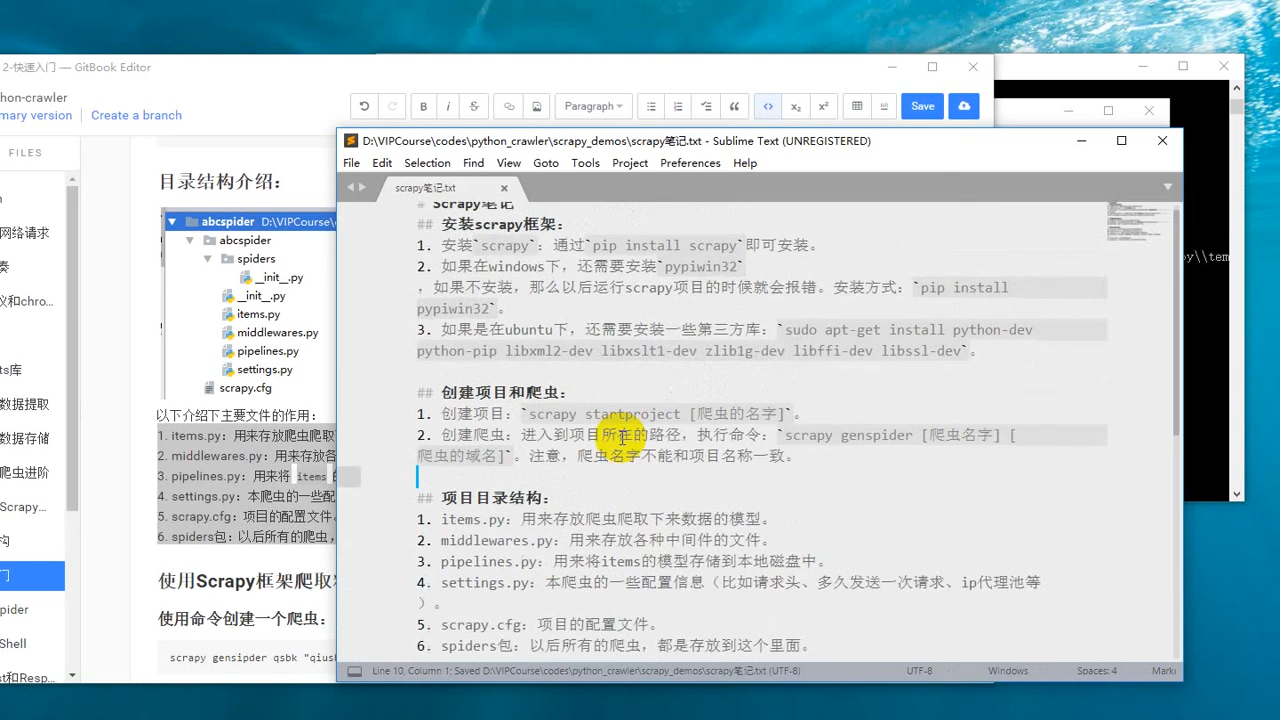 2-快速入门 — GitBook Editor
hon-crawler
mary version
Create a branch
Paragraph
B
i
S
x₂
x²
Save
FILES
网络请求
奏
义和chro...
ts库
数据提取
数据存储
爬虫进阶
Scrapy...
构
门
pider
Shell
st和Resp...
目录结构介绍：
abcspider D:\VIPCourse\
abcspider
spiders
__init__.py
__init__.py
items.py
middlewares.py
pipelines.py
settings.py
scrapy.cfg
以下介绍下主要文件的作用：
1. items.py：用来存放爬虫爬取
2. middlewares.py：用来存放各
3. pipelines.py：用来将 items 的
4. settings.py：本爬虫的一些配
5. scrapy.cfg：项目的配置文件。
6. spiders包：以后所有的爬虫，
使用Scrapy框架爬取
使用命令创建一个爬虫：
scrapy gensipder qsbk "qius
D:\VIPCourse\codes\python_crawler\scrapy_demos\scrapy笔记.txt - Sublime Text (UNREGISTERED)
File Edit Selection Find View Goto Tools Project Preferences Help
scrapy笔记.txt
# Scrapy笔记
## 安装scrapy框架：
1. 安装`scrapy`：通过`pip install scrapy`即可安装。
2. 如果在windows下，还需要安装`pypiwin32`
，如果不安装，那么以后运行scrapy项目的时候就会报错。安装方式：`pip install
pypiwin32`。
3. 如果是在ubuntu下，还需要安装一些第三方库：`sudo apt-get install python-dev
python-pip libxml2-dev libxslt1-dev zlib1g-dev libffi-dev libssl-dev`。
## 创建项目和爬虫：
1. 创建项目：`scrapy startproject [爬虫的名字]`。
2. 创建爬虫：进入到项目所在的路径，执行命令：`scrapy genspider [爬虫名字] [
爬虫的域名]`。注意，爬虫名字不能和项目名称一致。
## 项目目录结构：
1. items.py：用来存放爬虫爬取下来数据的模型。
2. middlewares.py：用来存放各种中间件的文件。
3. pipelines.py：用来将items的模型存储到本地磁盘中。
4. settings.py：本爬虫的一些配置信息（比如请求头、多久发送一次请求、ip代理池等
）。
5. scrapy.cfg：项目的配置文件。
6. spiders包：以后所有的爬虫，都是存放到这个里面。
Line 10, Column 1; Saved D:\VIPCourse\codes\python_crawler\scrapy_demos\scrapy笔记.txt (UTF-8)
UTF-8
Windows
Spaces: 4
Mark
py\\tem